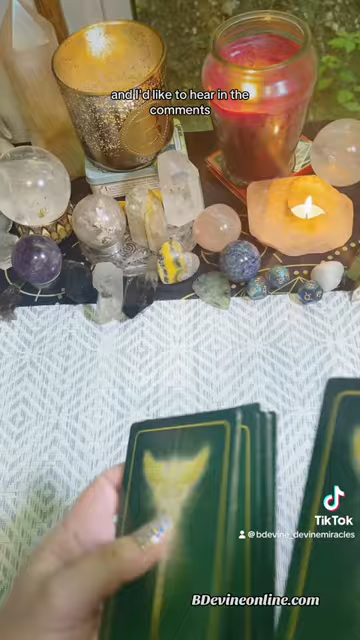 and I'd like to hear in the
comments
TikTok
@bdevine_devinemiracles
BDevineonline.com